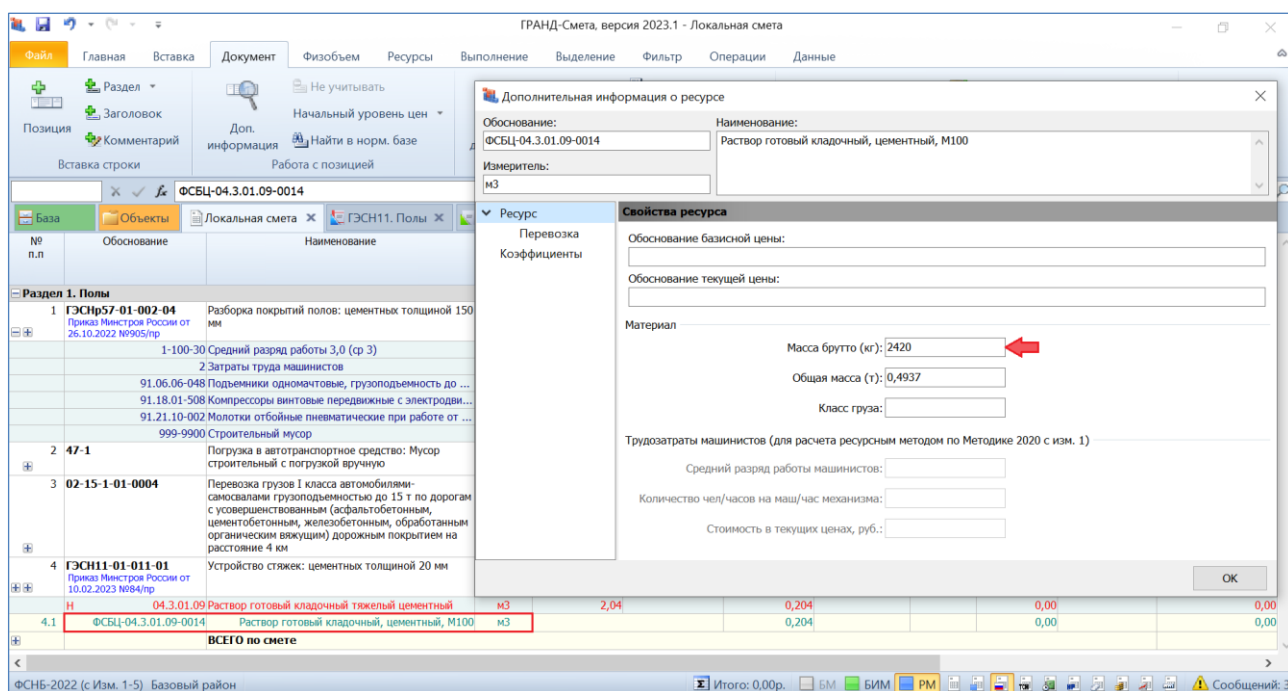 ГРАНД-Смета, версия 2023.1 - Локальная смета
Файл Главная Вставка Документ Физобъем Ресурсы Выполнение Выделение Фильтр Операции Данные
Позиция
Раздел
Заголовок
Комментарий
Вставка строки
Доп.
информация
Не учитывать
Начальный уровень цен
Найти в норм. базе
Работа с позицией
ФСБЦ-04.3.01.09-0014
База Объекты Локальная смета ГЭСН11. Полы
№
п.п
Обоснование Наименование
Раздел 1. Полы
1 ГЭСНр57-01-002-04 Разборка покрытий полов: цементных толщиной 150
Приказ Минстроя России от мм
26.10.2022 №905/пр
1-100-30 Средний разряд работы 3,0 (ср 3)
2 Затраты труда машинистов
91.06.06-048 Подъемники одномачтовые, грузоподъемность до ...
91.18.01-508 Компрессоры винтовые передвижные с электродви...
91.21.10-002 Молотки отбойные пневматические при работе от ...
999-9900 Строительный мусор
2 47-1 Погрузка в автотранспортное средство: Мусор
строительный с погрузкой вручную
3 02-15-1-01-0004 Перевозка грузов I класса автомобилями-
самосвалами грузоподъемностью до 15 т по дорогам
с усовершенствованным (асфальтобетонным,
цементобетонным, железобетонным, обработанным
органическим вяжущим) дорожным покрытием на
расстояние 4 км
4 ГЭСН11-01-011-01 Устройство стяжек: цементных толщиной 20 мм
Приказ Минстроя России от
10.02.2023 №84/пр
Н 04.3.01.09 Раствор готовый кладочный тяжелый цементный м3 2,04 0,204 0,00 0,00
4.1 ФСБЦ-04.3.01.09-0014 Раствор готовый кладочный, цементный, М100 м3 0,204 0,00 0,00
ВСЕГО по смете
Дополнительная информация о ресурсе
Обоснование: Наименование:
ФСБЦ-04.3.01.09-0014 Раствор готовый кладочный, цементный, М100
Измеритель:
м3
Ресурс
Перевозка
Коэффициенты
Свойства ресурса
Обоснование базисной цены:
Обоснование текущей цены:
Материал
Масса брутто (кг): 2420
Общая масса (т): 0,4937
Класс груза:
Трудозатраты машинистов (для расчета ресурсным методом по Методике 2020 с изм. 1)
Средний разряд работы машинистов:
Количество чел/часов на маш/час механизма:
Стоимость в текущих ценах, руб.:
OK
ФСНБ-2022 (с Изм. 1-5) Базовый район Итого: 0,00р. БМ БИМ РМ Сообщений: 3